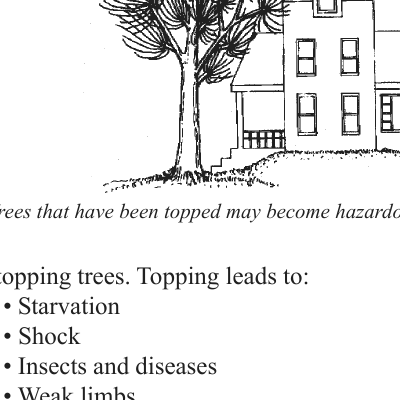 rees that have been topped may become hazardo
topping trees. Topping leads to:
• Starvation
• Shock
• Insects and diseases
• Weak limbs